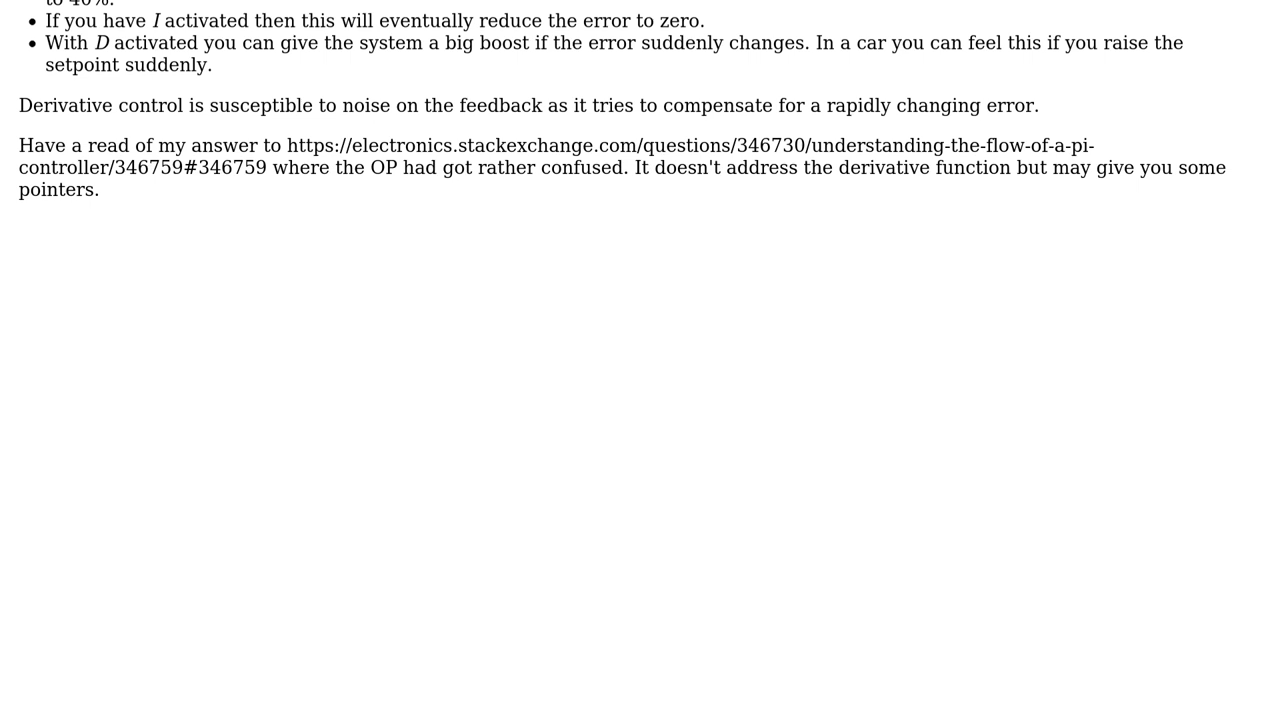 to 40%.
If you have I activated then this will eventually reduce the error to zero.
With D activated you can give the system a big boost if the error suddenly changes. In a car you can feel this if you raise the
setpoint suddenly.
Derivative control is susceptible to noise on the feedback as it tries to compensate for a rapidly changing error.
Have a read of my answer to https://electronics.stackexchange.com/questions/346730/understanding-the-flow-of-a-pi-
controller/346759#346759 where the OP had got rather confused. It doesn't address the derivative function but may give you some
pointers.